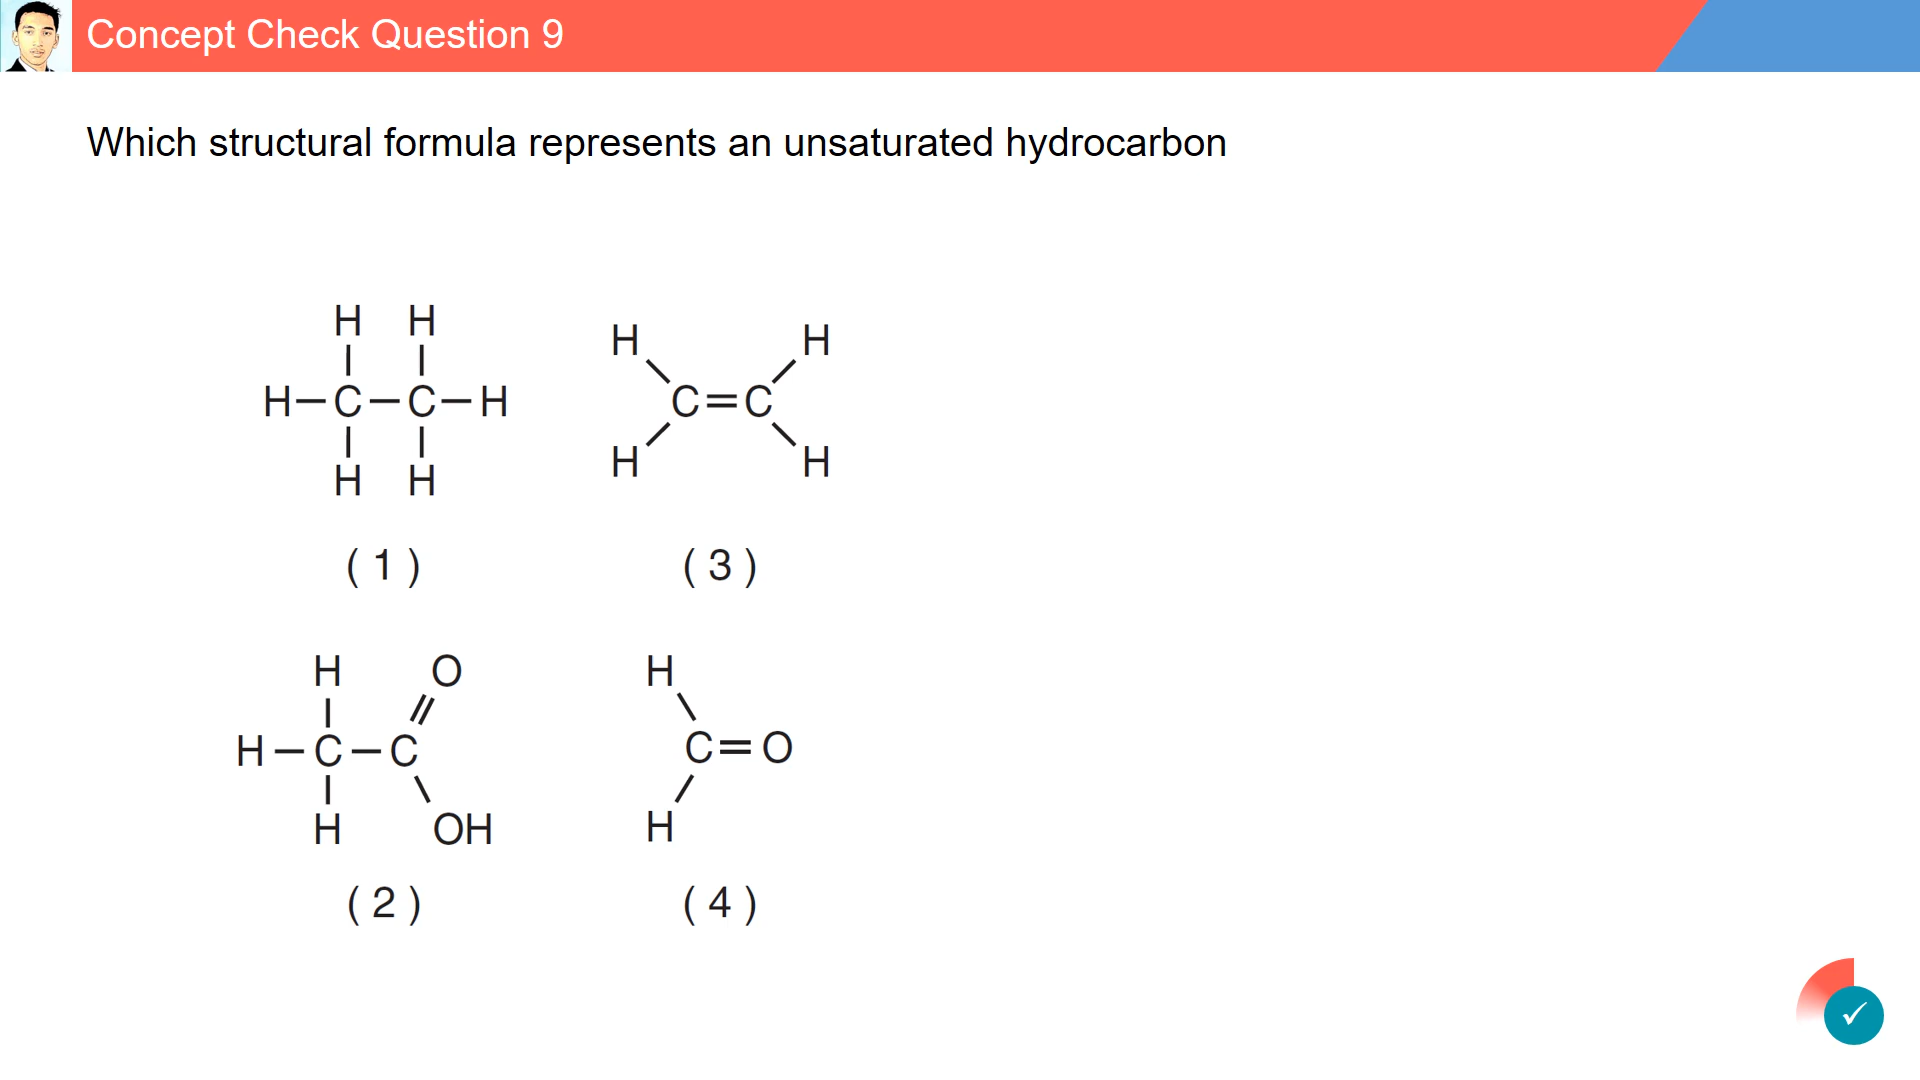 Concept Check Question 9
Which structural formula represents an unsaturated hydrocarbon
H H
H–C–C–H
H H
(1)
H H
C=C
H H
(3)
H O
H–C–C
H OH
(2)
H
C=O
H
(4)